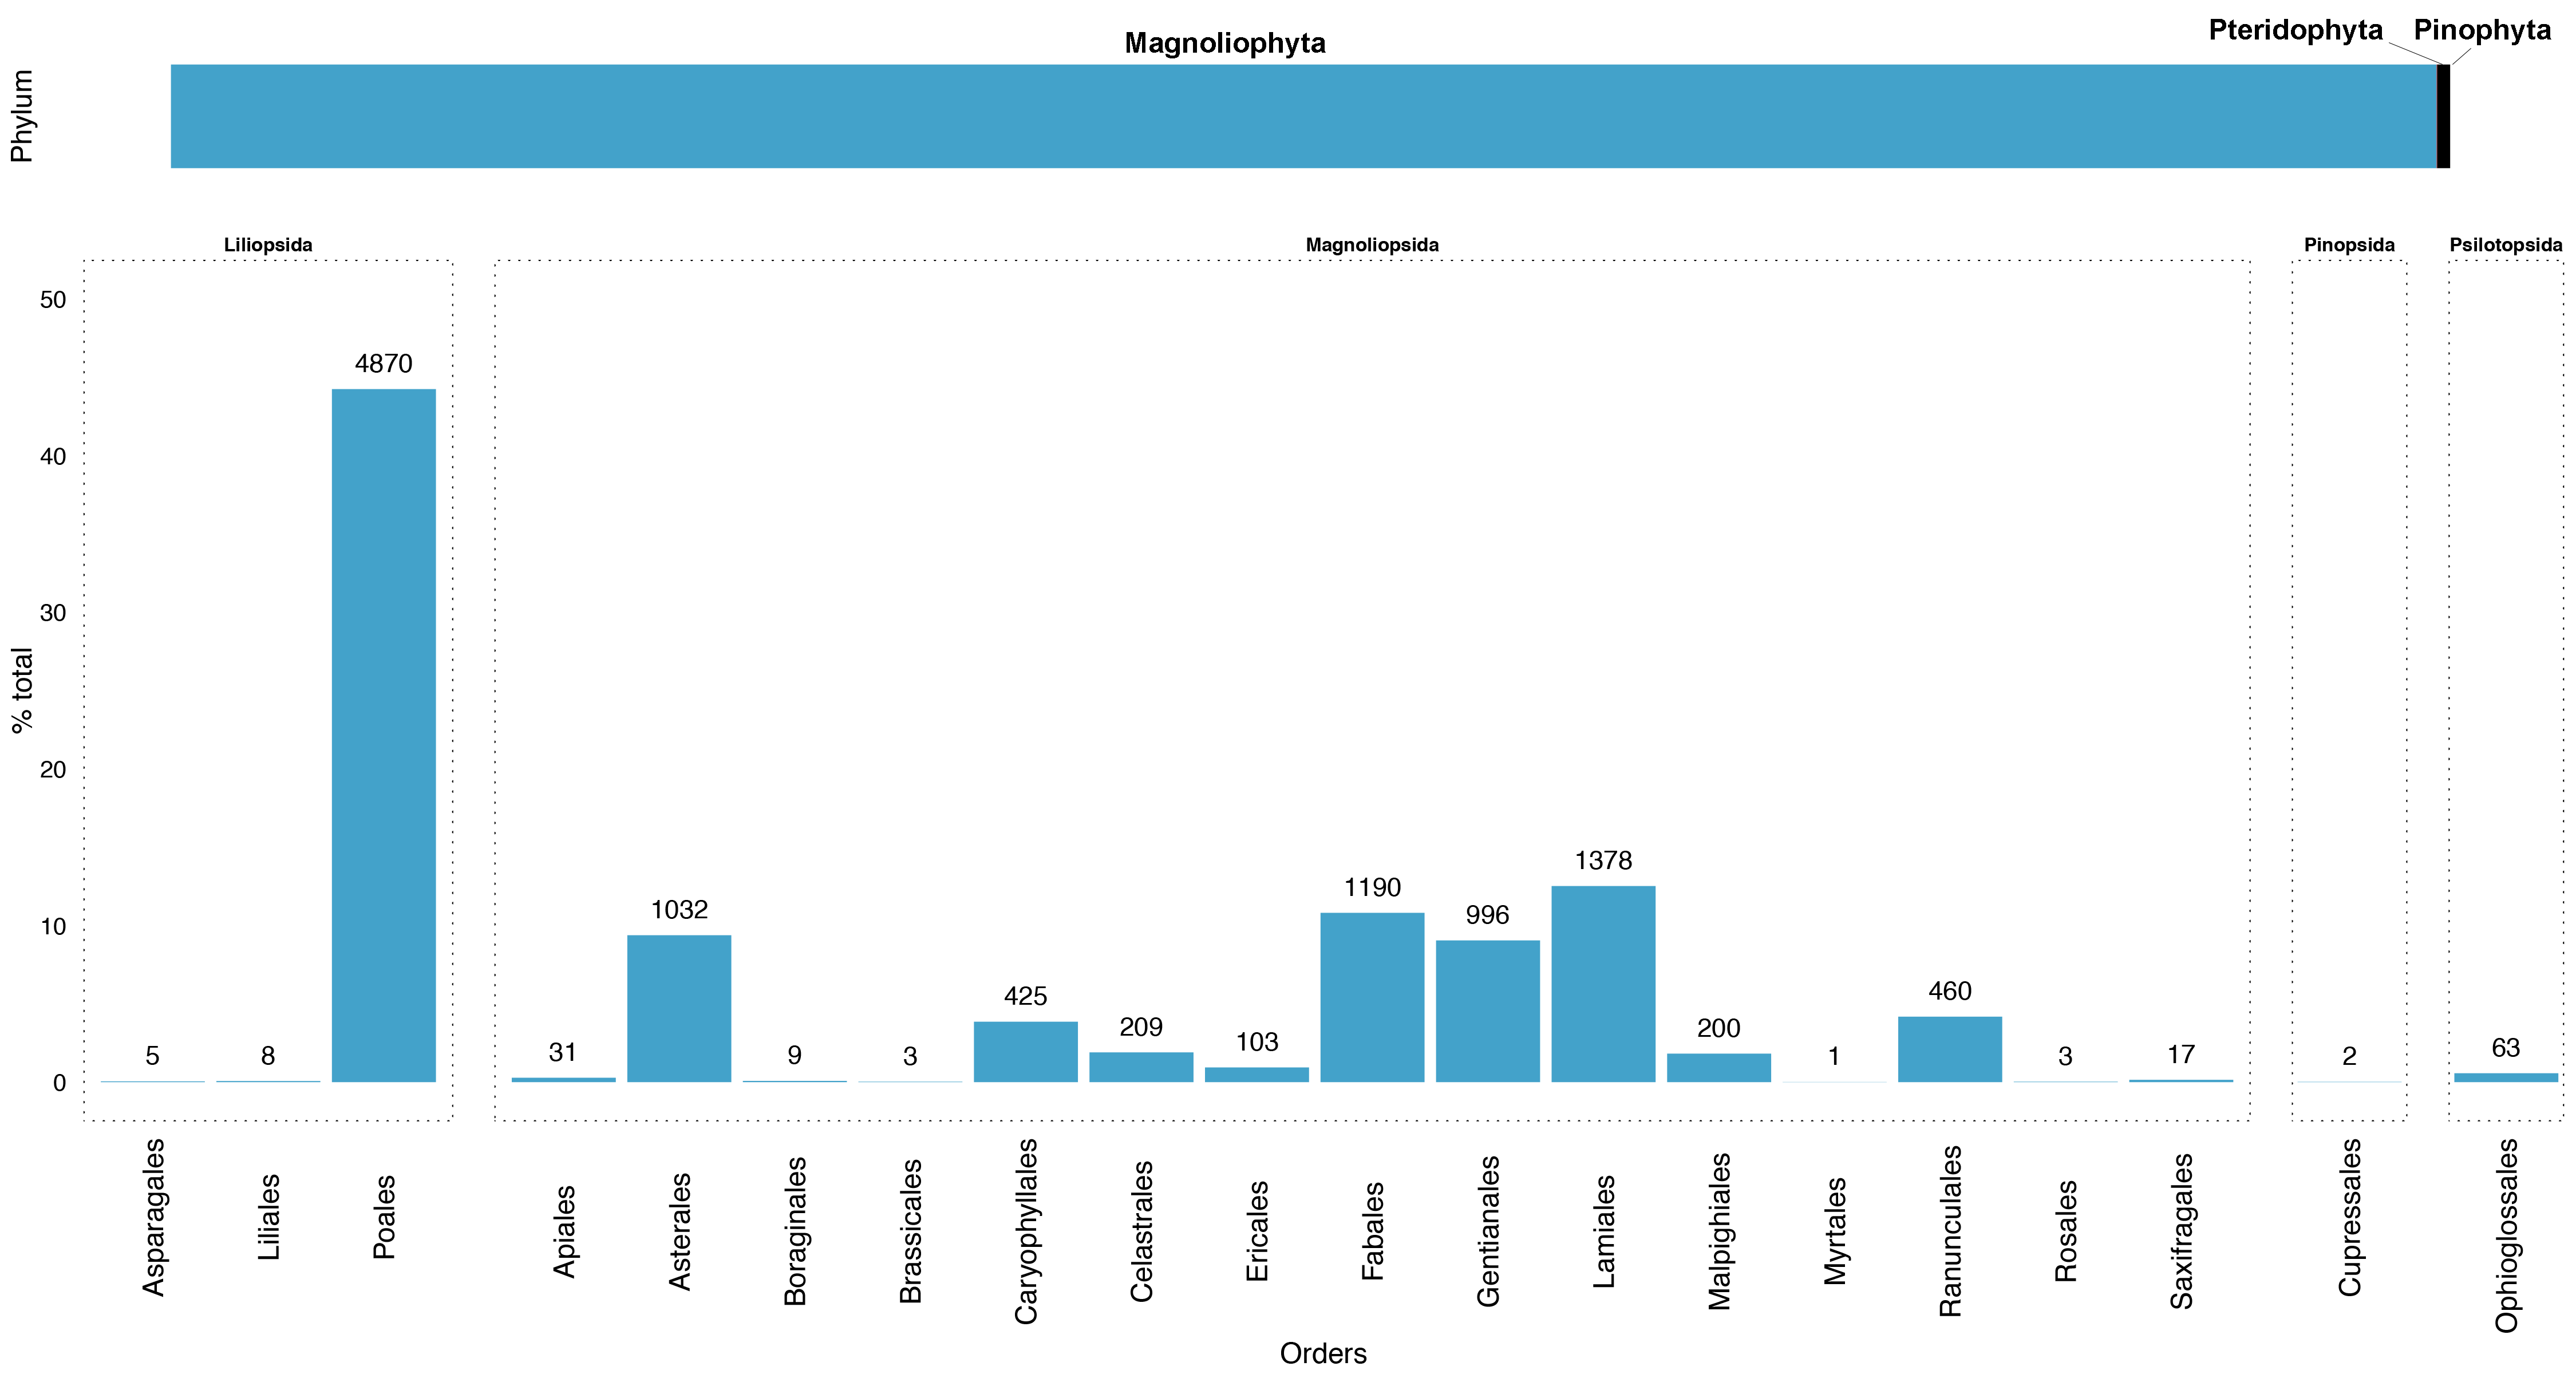 Magnoliophyta
Pteridophyta Pinophyta
Phylum
Liliopsida
Magnoliopsida
Pinopsida
Psilotopsida
% total
50
40
30
20
10
0
5
8
4870
31
1032
9
3
425
209
103
1190
996
1378
200
1
460
3
17
2
63
Asparagales
Liliales
Poales
Apiales
Asterales
Boraginales
Brassicales
Caryophyllales
Celastrales
Ericales
Fabales
Gentianales
Lamiales
Malpighiales
Myrtales
Ranunculales
Rosales
Saxifragales
Cupressales
Ophioglossales
Orders